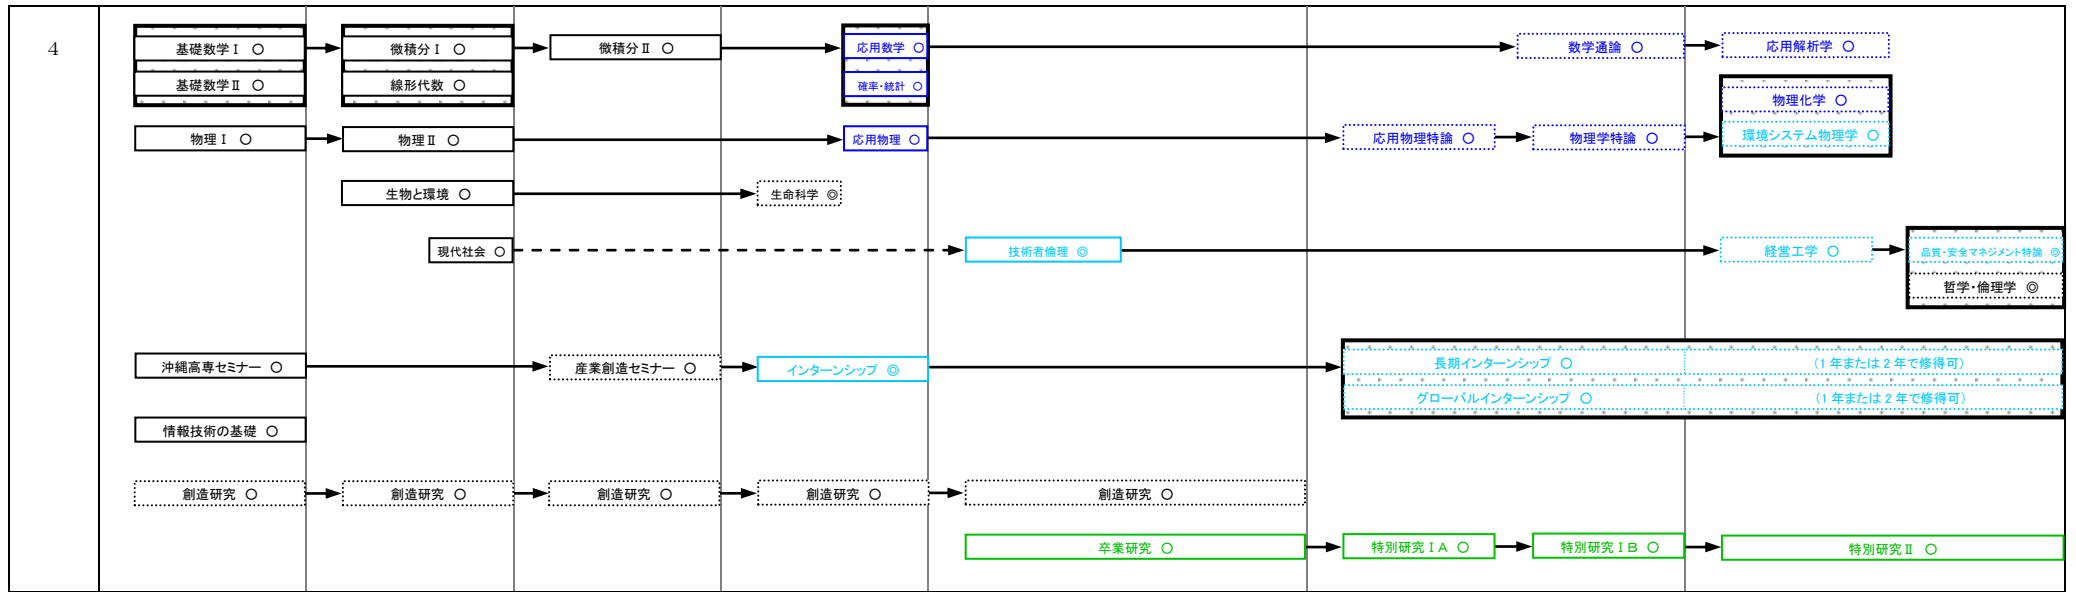 4
基礎数学Ⅰ ○
微積分Ⅰ ○
微積分Ⅱ ○
応用数学 ○
数学通論 ○
応用解析学 ○
基礎数学Ⅱ ○
線形代数 ○
確率・統計 ○
物理化学 ○
物理Ⅰ ○
物理Ⅱ ○
応用物理 ○
応用物理特論 ○
物理学特論 ○
環境システム物理学 ○
生物と環境 ○
生命科学 ◎
現代社会 ○
技術者倫理 ◎
経営工学 ○
品質・安全マネジメント特論 ◎
哲学・倫理学 ◎
沖縄高専セミナー ○
産業創造セミナー ○
インターンシップ ◎
長期インターンシップ ○
(1年または2年で修得可)
グローバルインターンシップ ○
(1年または2年で修得可)
情報技術の基礎 ○
創造研究 ○
創造研究 ○
創造研究 ○
創造研究 ○
創造研究 ○
卒業研究 ○
特別研究ⅠA ○
特別研究ⅠB ○
特別研究Ⅱ ○